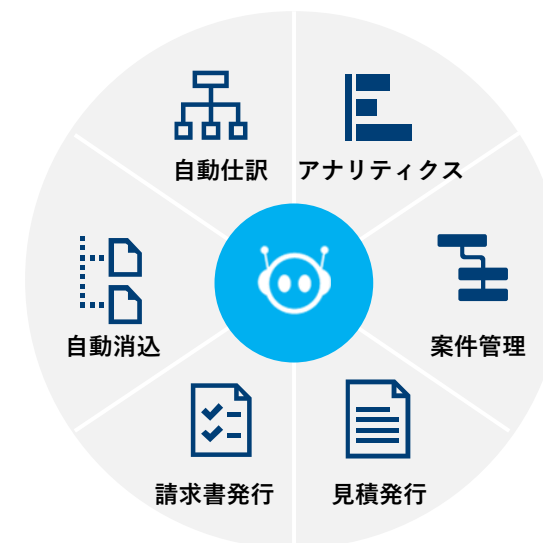 自動仕訳
アナリティクス
自動消込
案件管理
請求書発行
見積発行